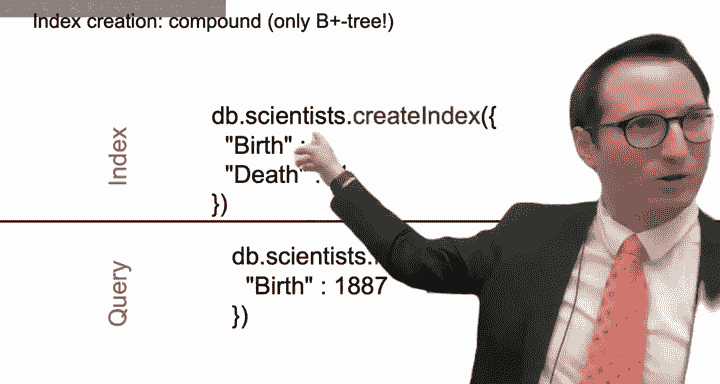 Index creation: compound (only B+-tree!)
Index
db.scientists.createIndex({
"Birth" :
"Death" :
})
Query
db.scientists.
"Birth" : 1887
})